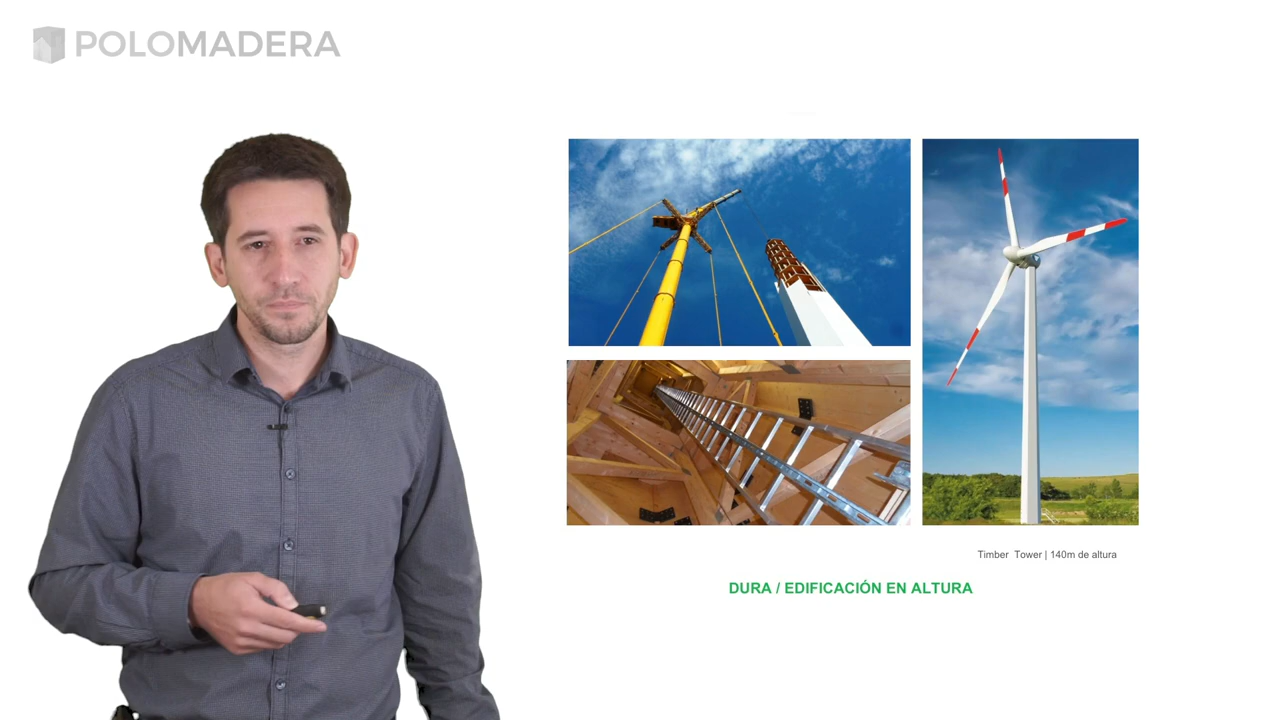 POLOMADERA
Timber Tower | 140m de altura
DURA / EDIFICACIÓN EN ALTURA